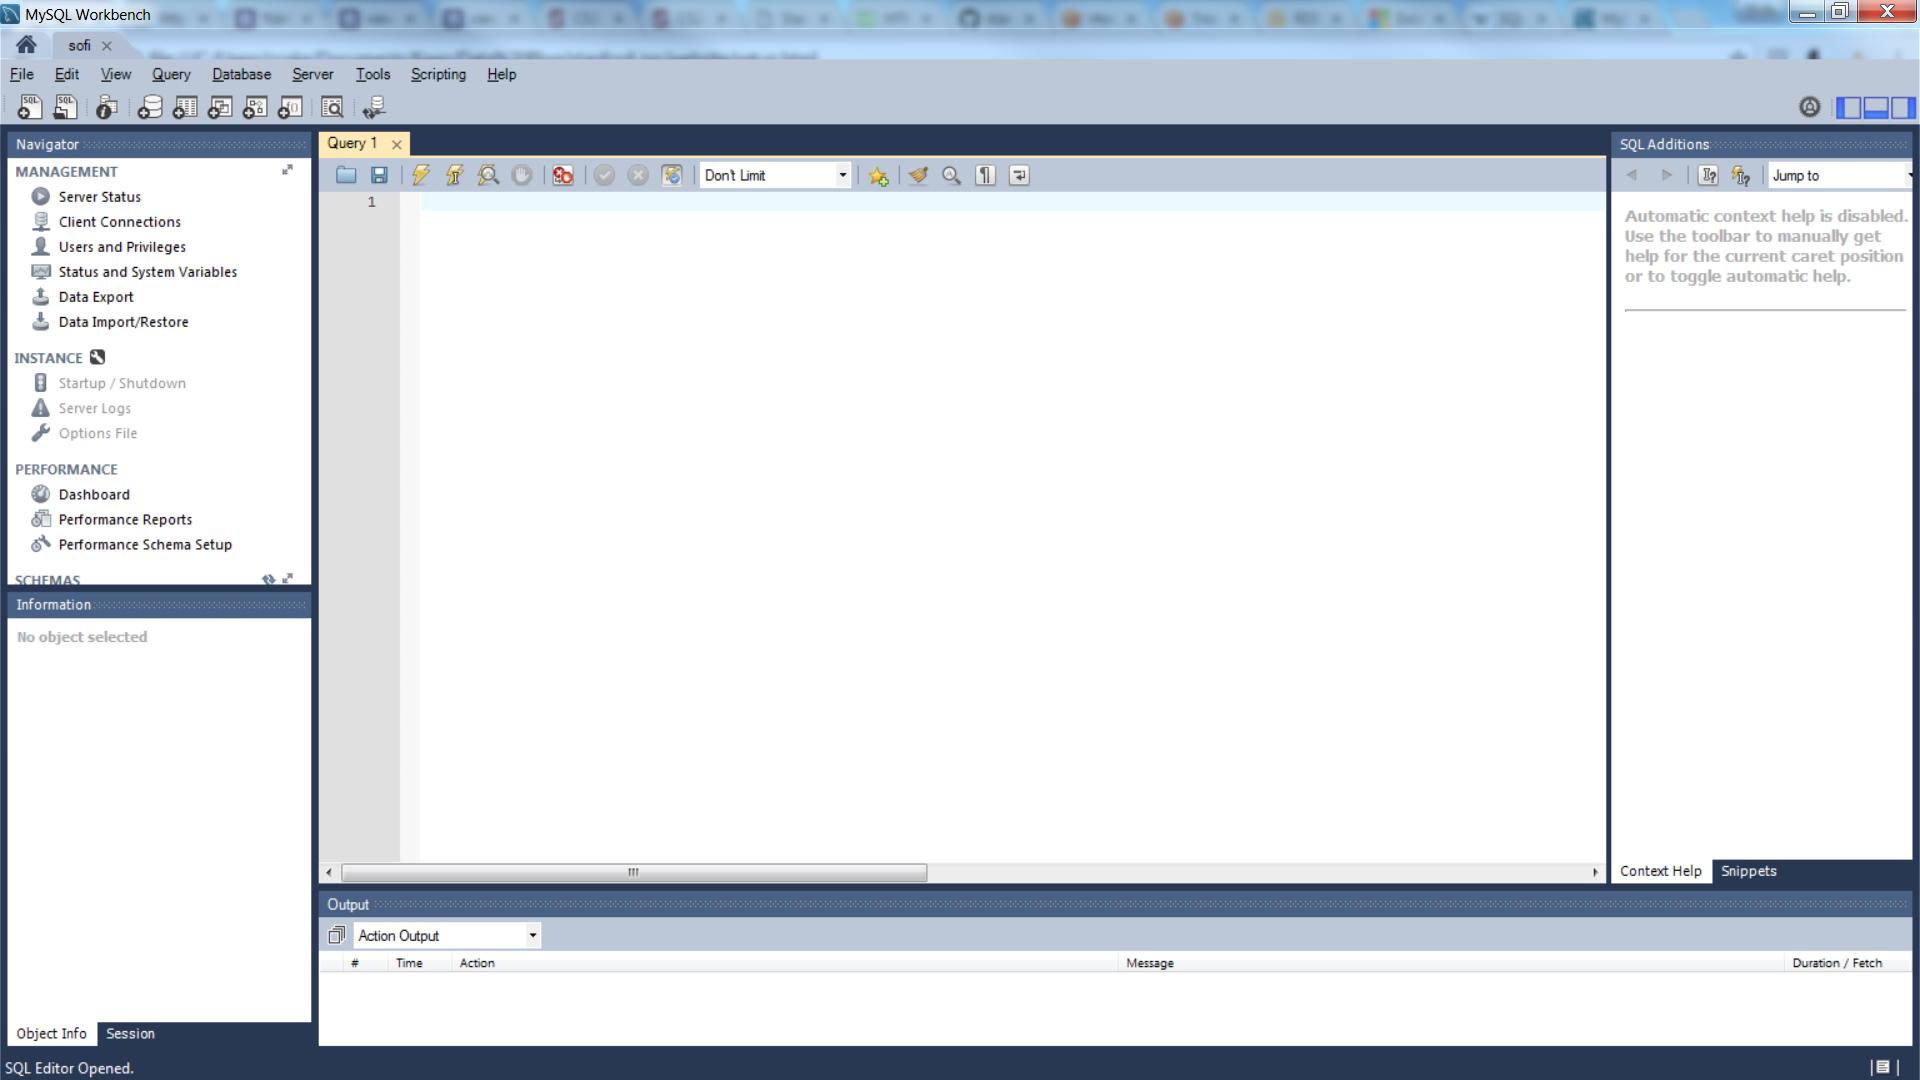 MySQL Workbench
sofi
File Edit View Query Database Server Tools Scripting Help
Navigator
MANAGEMENT
Server Status
Client Connections
Users and Privileges
Status and System Variables
Data Export
Data Import/Restore
INSTANCE
Startup / Shutdown
Server Logs
Options File
PERFORMANCE
Dashboard
Performance Reports
Performance Schema Setup
SCHEMAS
Information
No object selected
Object Info Session
Query 1
Don't Limit
1
SQL Additions
Jump to
Automatic context help is disabled.
Use the toolbar to manually get
help for the current caret position
or to toggle automatic help.
Context Help Snippets
Output
Action Output
# Time Action Message Duration / Fetch
SQL Editor Opened.